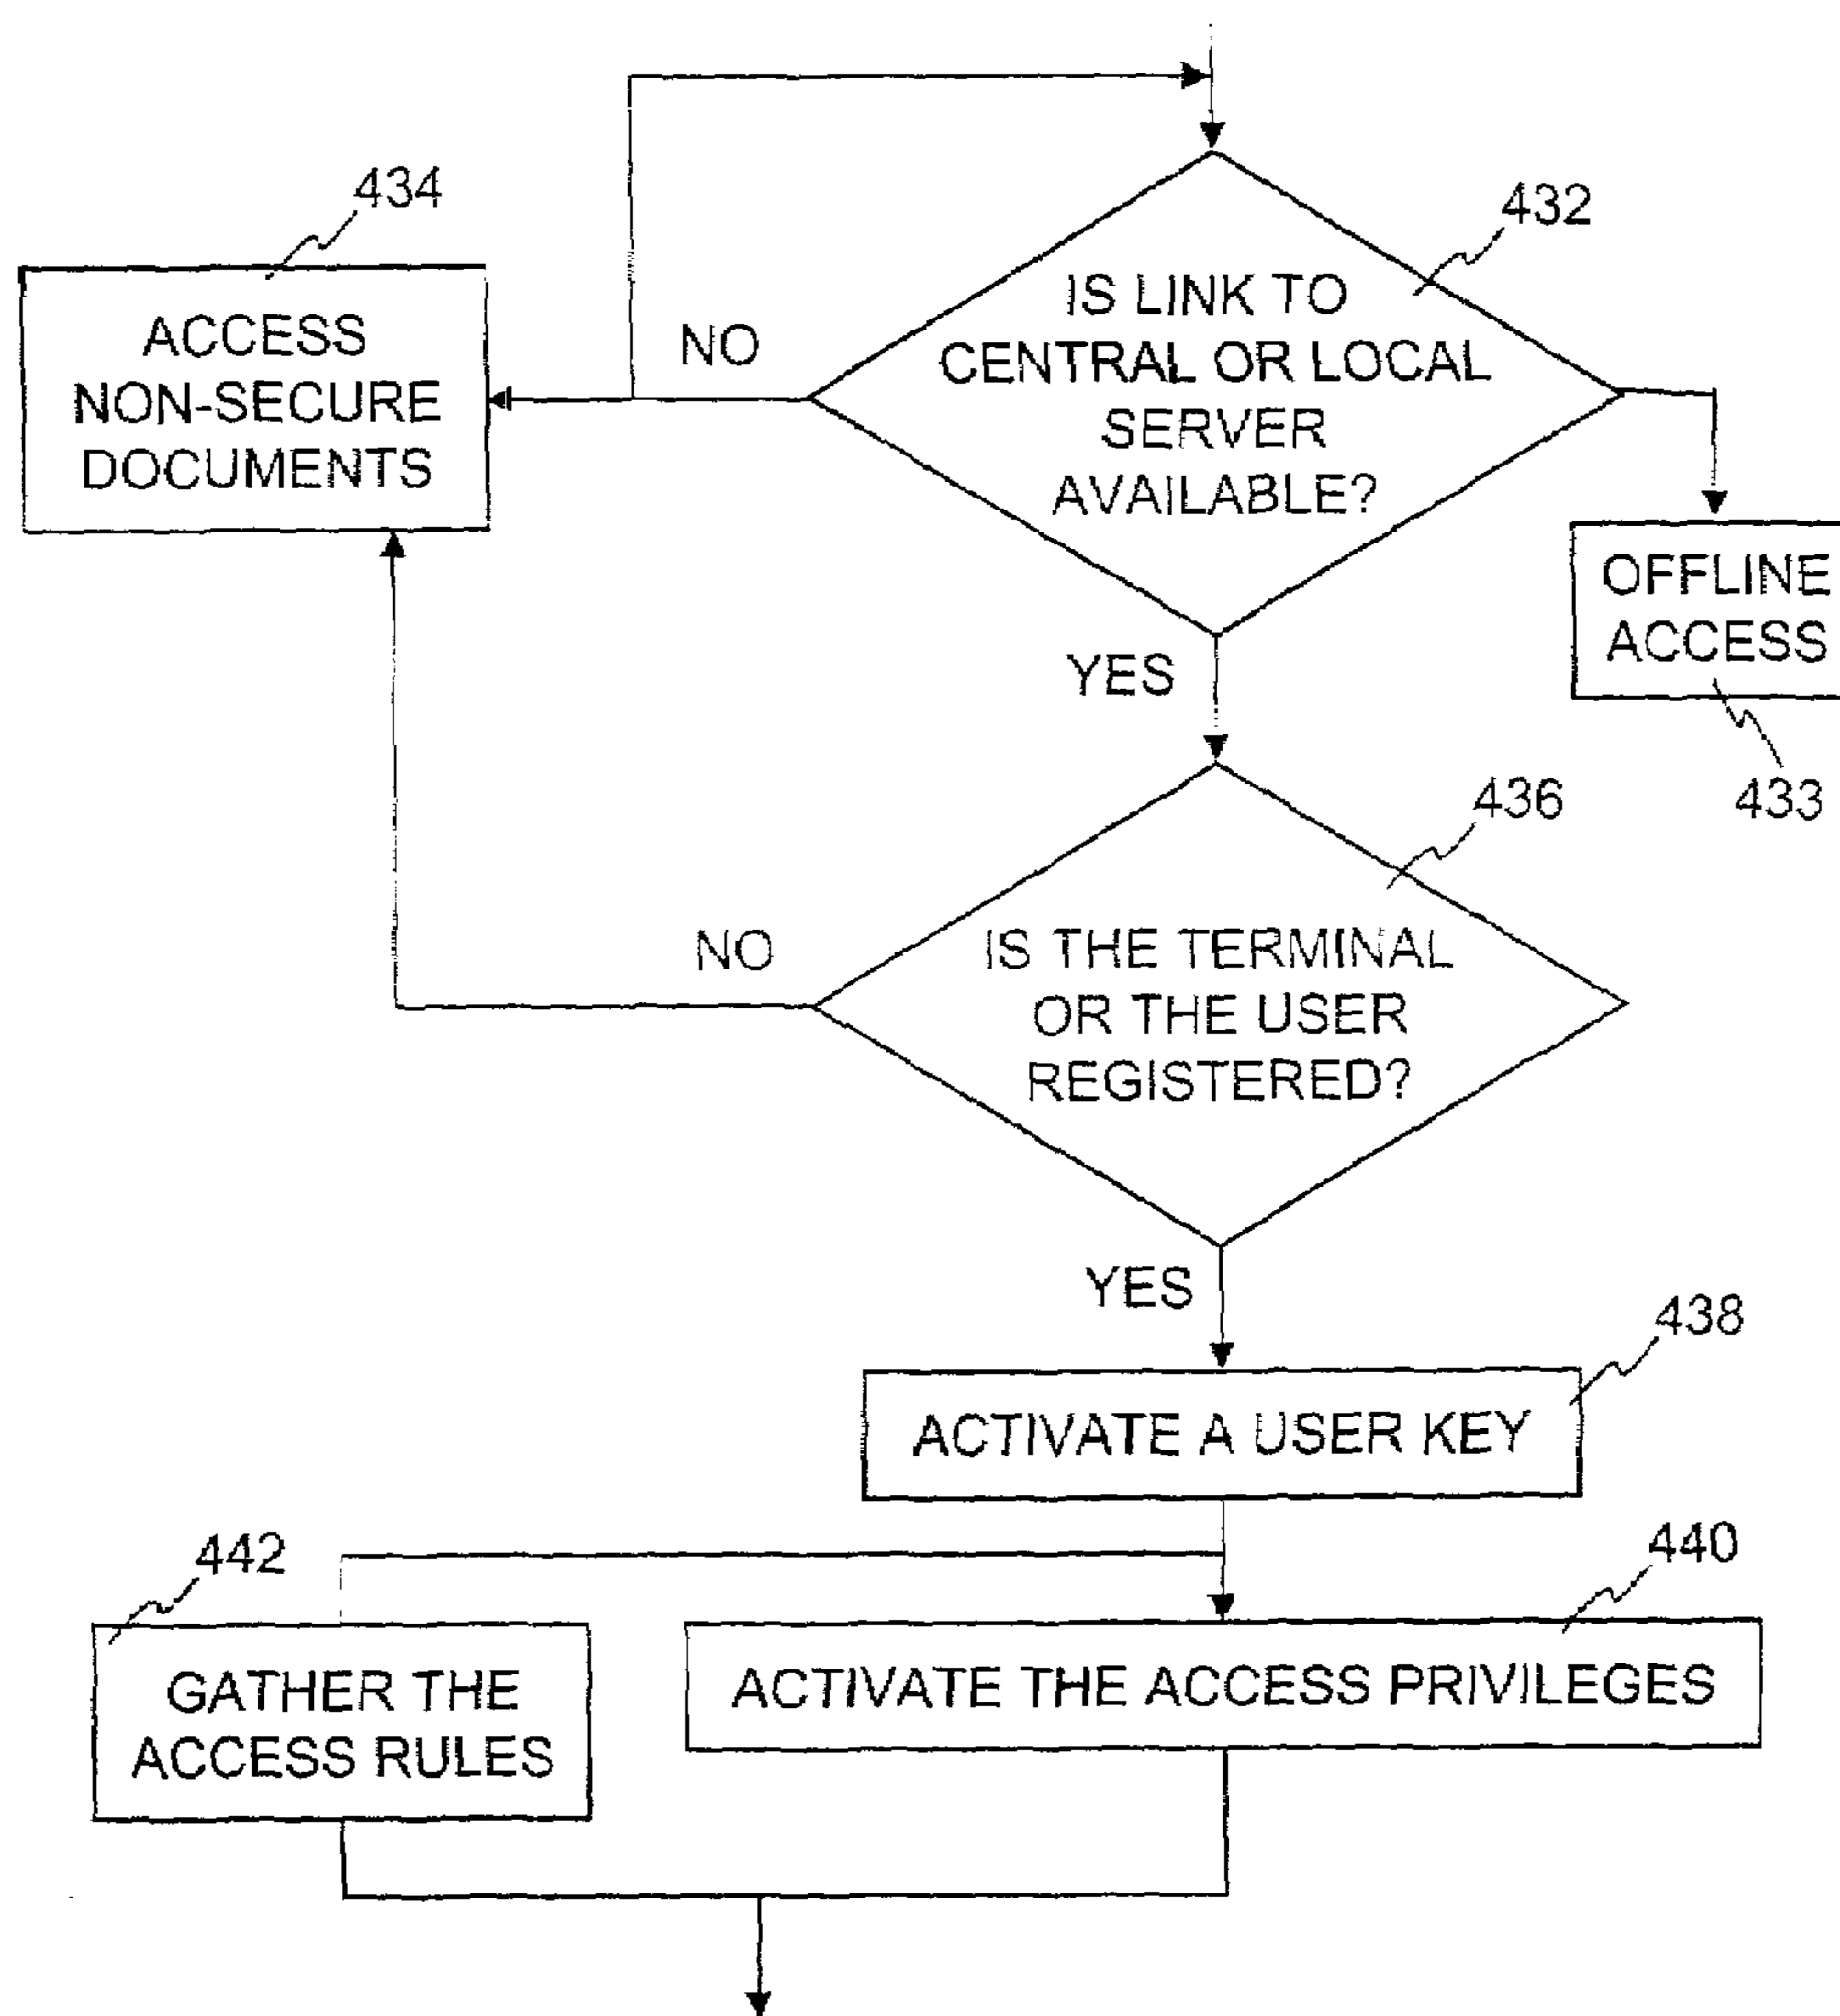 434
432
ACCESS
NON-SECURE
DOCUMENTS
NO
IS LINK TO
CENTRAL OR LOCAL
SERVER
AVAILABLE?
OFFLINE
ACCESS
433
YES
436
NO
IS THE TERMINAL
OR THE USER
REGISTERED?
YES
438
ACTIVATE A USER KEY
442
440
GATHER THE
ACCESS RULES
ACTIVATE THE ACCESS PRIVILEGES